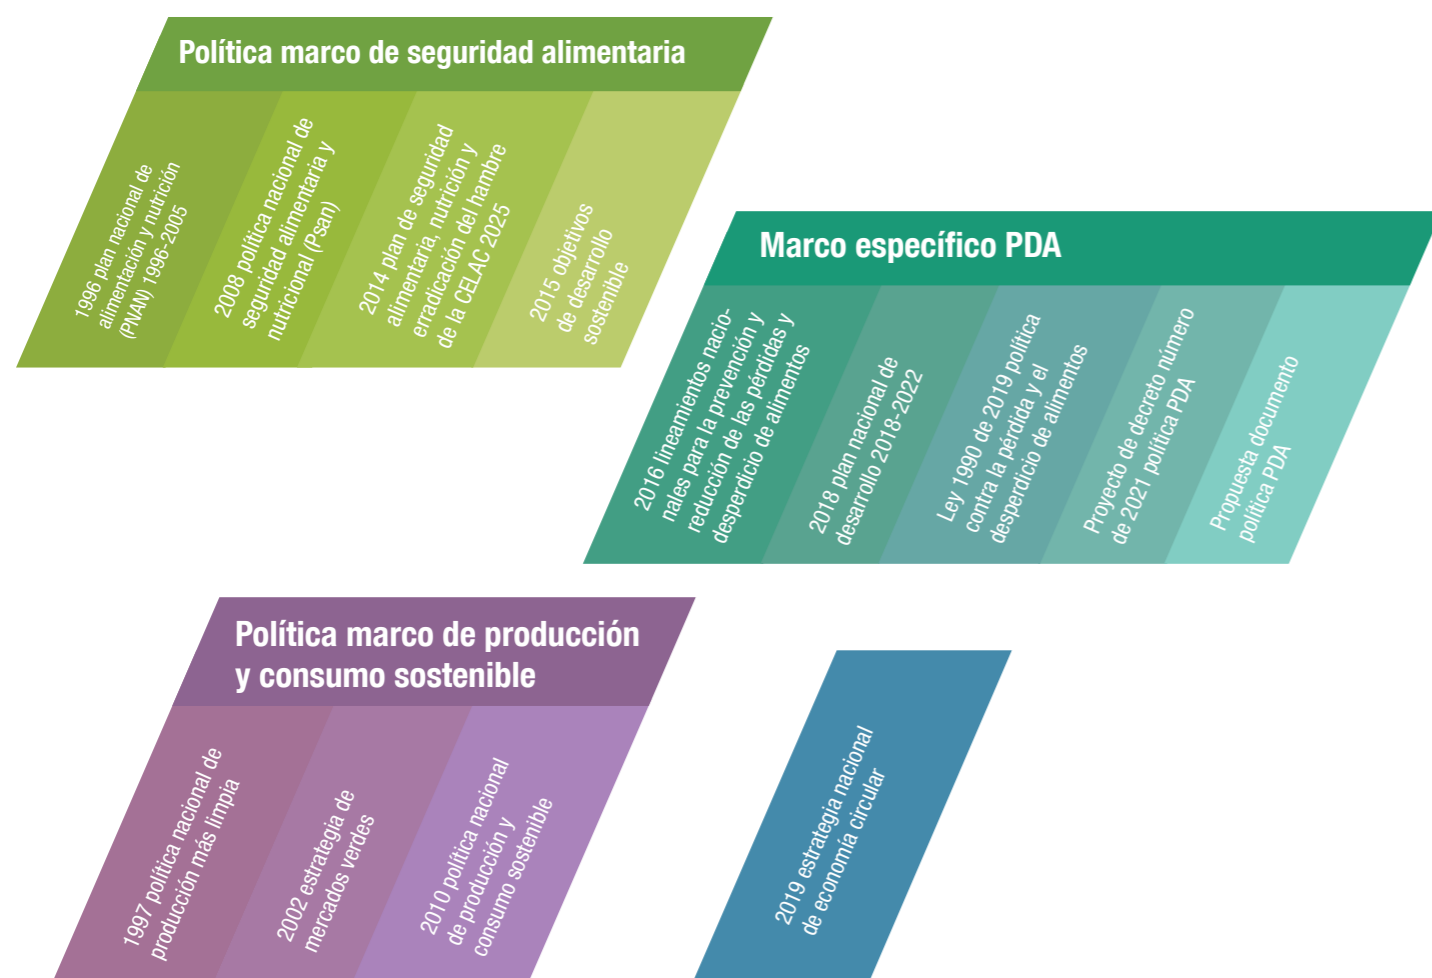 Política marco de seguridad alimentaria
1996 plan nacional de
alimentación y nutrición
(PNAN) 1996-2005
2008 política nacional de
seguridad alimentaria y
nutricional (Psan)
2014 plan de seguridad
alimentaria, nutrición y
erradicación del hambre
de la CELAC 2025
2015 objetivos
de desarrollo
sostenible
Marco específico PDA
2016 lineamientos nacio-
nales para la prevención y
reducción de las pérdidas y
desperdicio de alimentos
2018 plan nacional de
desarrollo 2018-2022
Ley 1990 de 2019 política
contra la pérdida y el
desperdicio de alimentos
Proyecto de decreto número
de 2021 política PDA
Propuesta documento
política PDA
Política marco de producción
y consumo sostenible
1997 política nacional de
producción más limpia
2002 estrategia de
mercados verdes
2010 política nacional
de producción y
consumo sostenible
2019 estrategia nacional
de economía circular